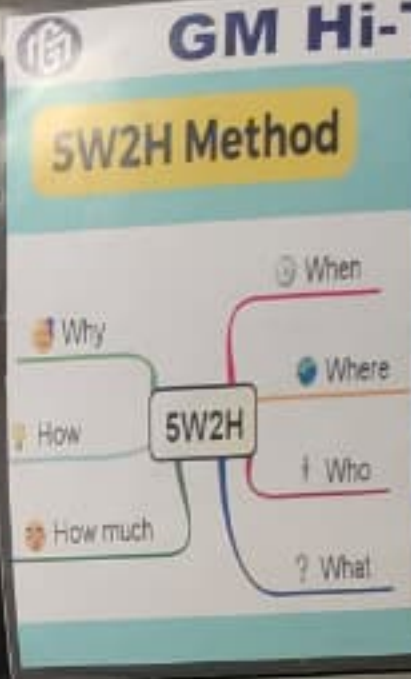 GM Hi-
5W2H Method
When
Why
Where
How
5W2H
Who
How much
? What